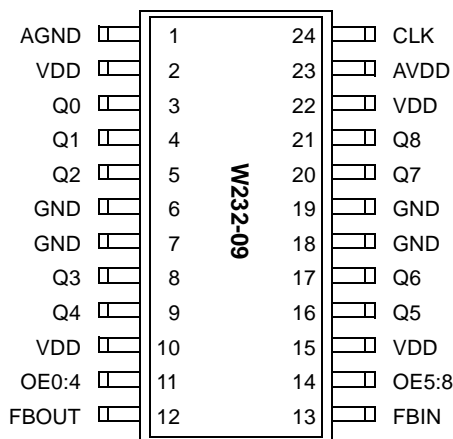 AGND 1 24 CLK
VDD 2 23 AVDD
Q0 3 22 VDD
Q1 4 21 Q8
Q2 5 20 Q7
GND 6 19 GND
GND 7 18 GND
Q3 8 17 Q6
Q4 9 16 Q5
VDD 10 15 VDD
OE0:4 11 14 OE5:8
FBOUT 12 13 FBIN
W232-09